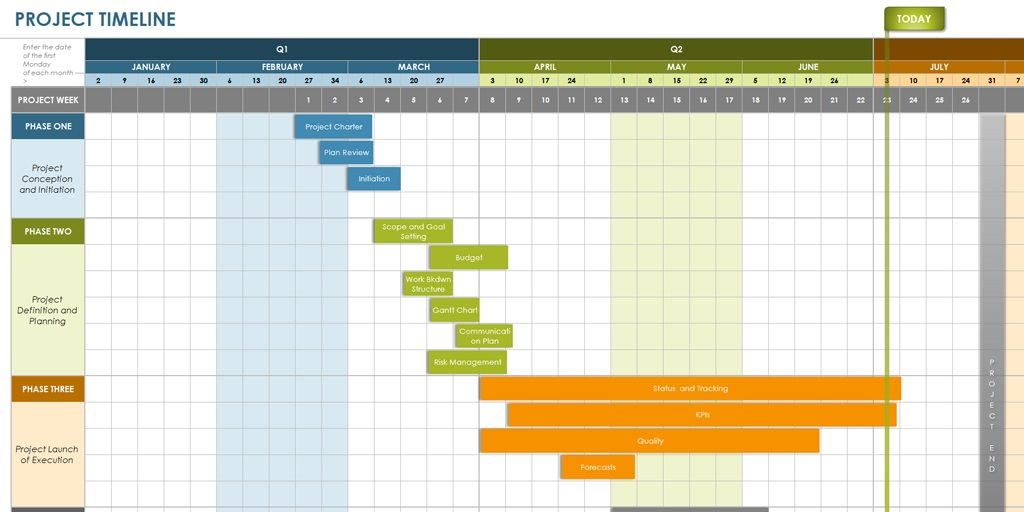 PROJECT TIMELINE
TODAY
Enter the date
of the first
Monday
of each month ---
>
Q1 Q2
JANUARY FEBRUARY MARCH APRIL MAY JUNE JULY
2 9 16 23 30 6 13 20 27 34 6 13 20 27 3 10 17 24 1 8 15 22 29 5 12 19 26 3 10 17 24 31 7
PROJECT WEEK 1 2 3 4 5 6 7 8 9 10 11 12 13 14 15 16 17 18 19 20 21 22 23 24 25 26
PHASE ONE
Project Charter
Plan Review
Project
Conception
and Initiation
Initiation
PHASE TWO
Scope and Goal
Setting
Budget
Work Bkdwn
Structure
Project
Definition and
Planning
Gantt Chart
Communicati
on Plan
Risk Management
PHASE THREE
Status and Tracking
KPIs
Quality
Project Launch
of Execution
Forecasts
P
R
O
J
E
C
T
E
N
D